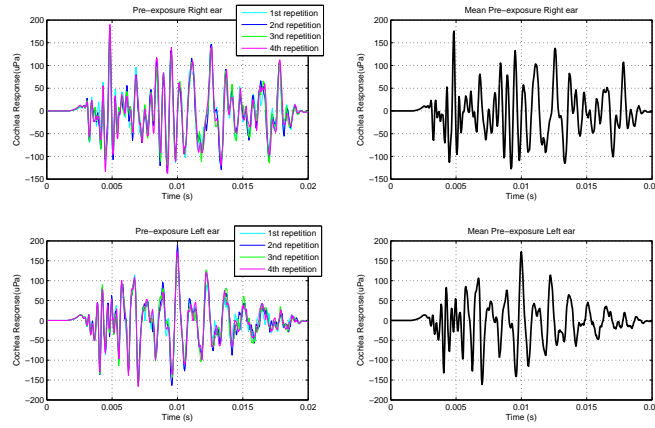 Pre-exposure Right ear
200
150
100
50
0
−50
−100
−150
Cochlea Response(uPa)
1st repetition
2nd repetition
3nd repetition
4th repetition
0 0.005 0.01 0.015 0.02
Time (s)
Mean Pre-exposure Right ear
200
150
100
50
0
−50
−100
−150
Cochlea Response(uPa)
0 0.005 0.01 0.015 0.0
Time (s)
Pre-exposure Left ear
200
150
100
50
0
−50
−100
−150
−200
Cochlea Response(uPa)
1st repetition
2nd repetition
3nd repetition
4th repetition
0 0.005 0.01 0.015 0.02
Time (s)
Mean Pre-exposure Left ear
200
150
100
50
0
−50
−100
−150
−200
Cochlea Response(uPa)
0 0.005 0.01 0.015 0.0
Time (s)